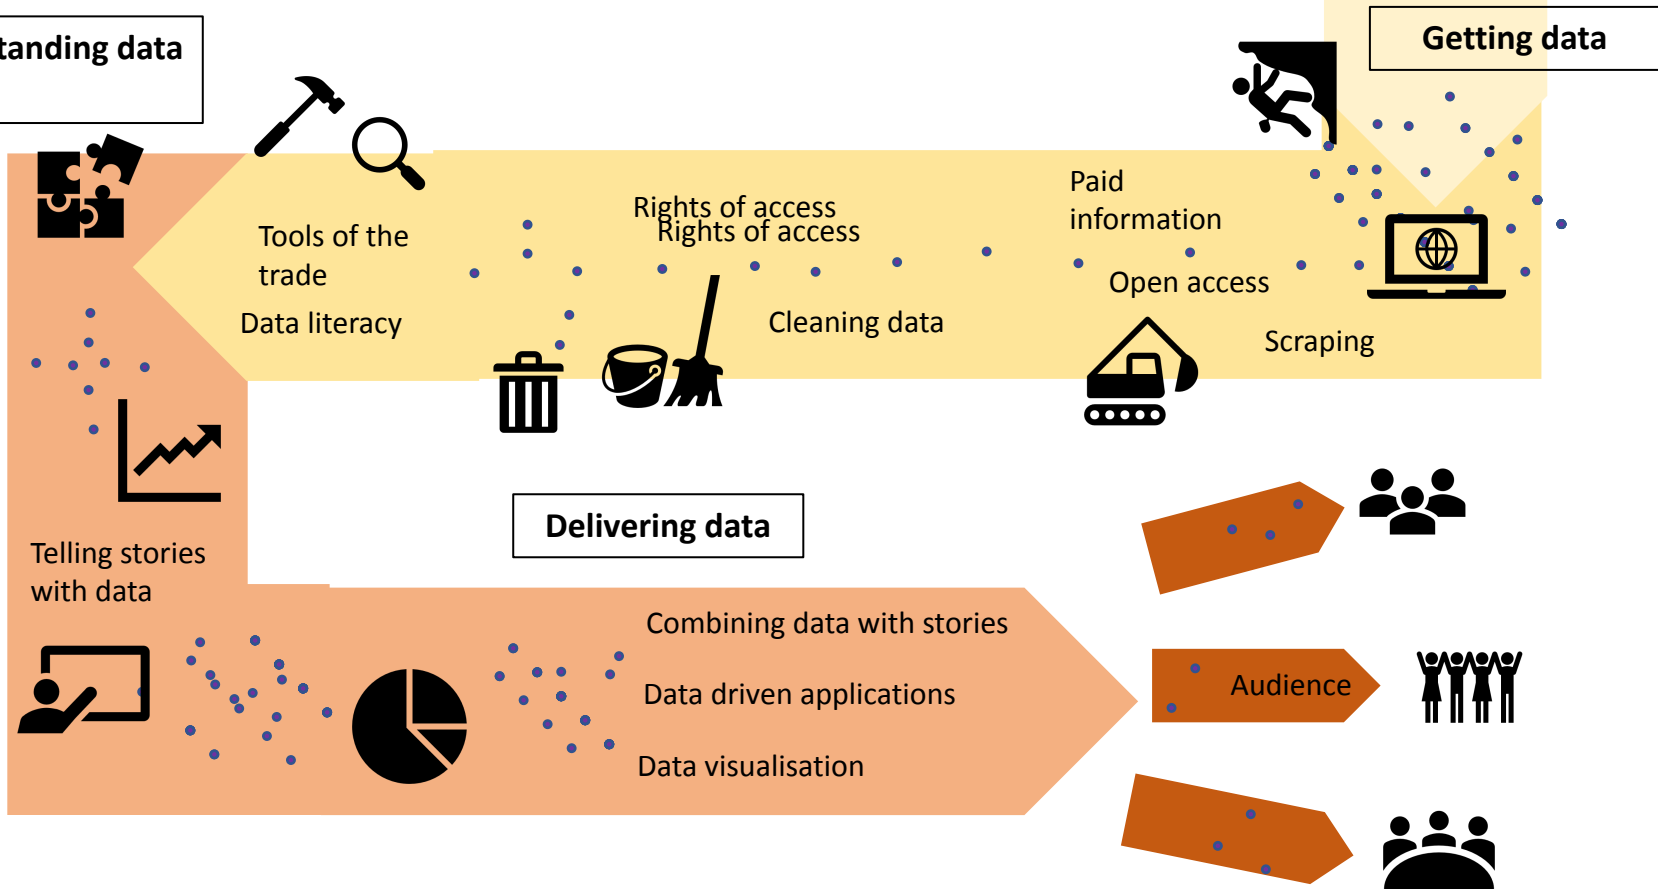 tanding data
Getting data
Paid
information
Rights of access
Rights of access
Tools of the
trade
Open access
Data literacy
Cleaning data
Scraping
Delivering data
Telling stories
with data
Combining data with stories
Data driven applications
Audience
Data visualisation